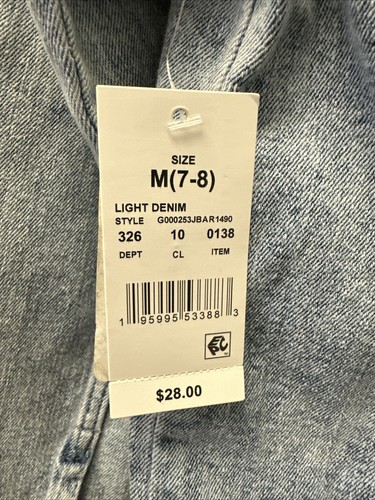 SIZE
M(7-8)
LIGHT DENIM
STYLE G000253JBAR1490
326 10 0138
DEPT CL ITEM
1 95995 53388 3
$28.00